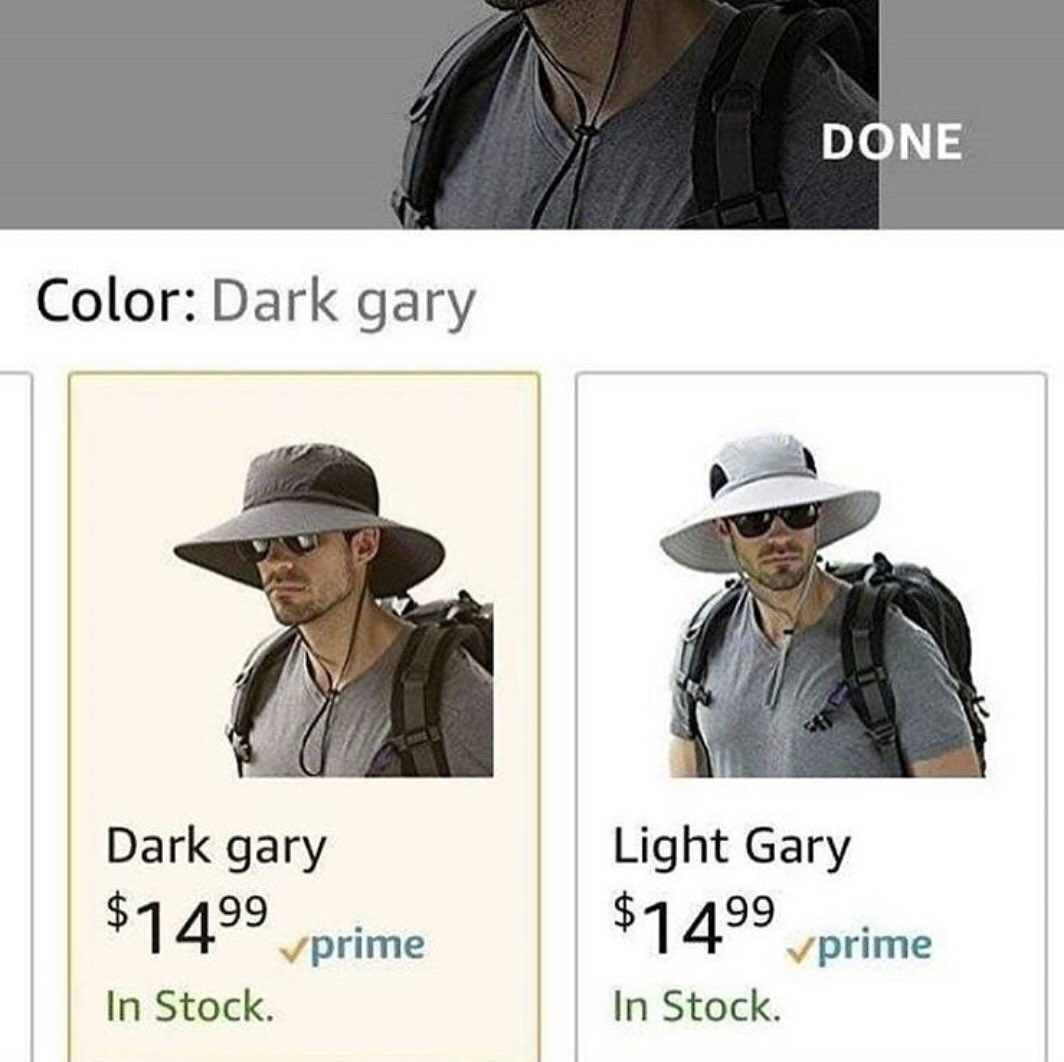 DONE
Color: Dark gary
Dark gary
$1499 prime
In Stock.
Light Gary
$1499 prime
In Stock.